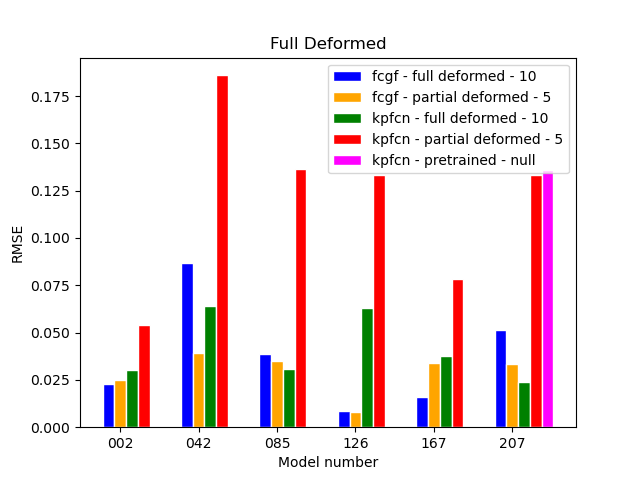 Full Deformed
fcgf - full deformed - 10
fcgf - partial deformed - 5
kpfcn - full deformed - 10
kpfcn - partial deformed - 5
kpfcn - pretrained - null
RMSE
0.175
0.150
0.125
0.100
0.075
0.050
0.025
0.000
002 042 085 126 167 207
Model number